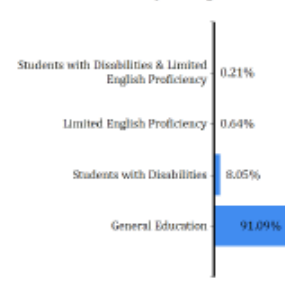 Students with Disabilities & Limited
English Proficiency
0.21%
Limited English Proficiency
0.64%
Students with Disabilities
8.05%
General Education
91.09%